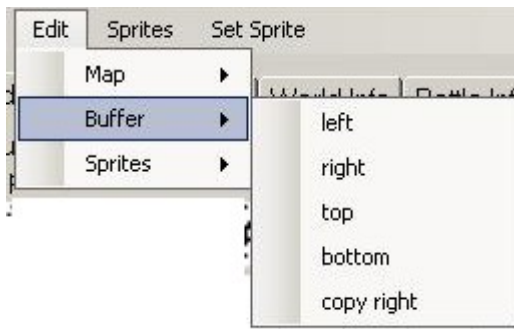 Edit Sprites Set Sprite
Map
Buffer
Sprites
left
right
top
bottom
copy right